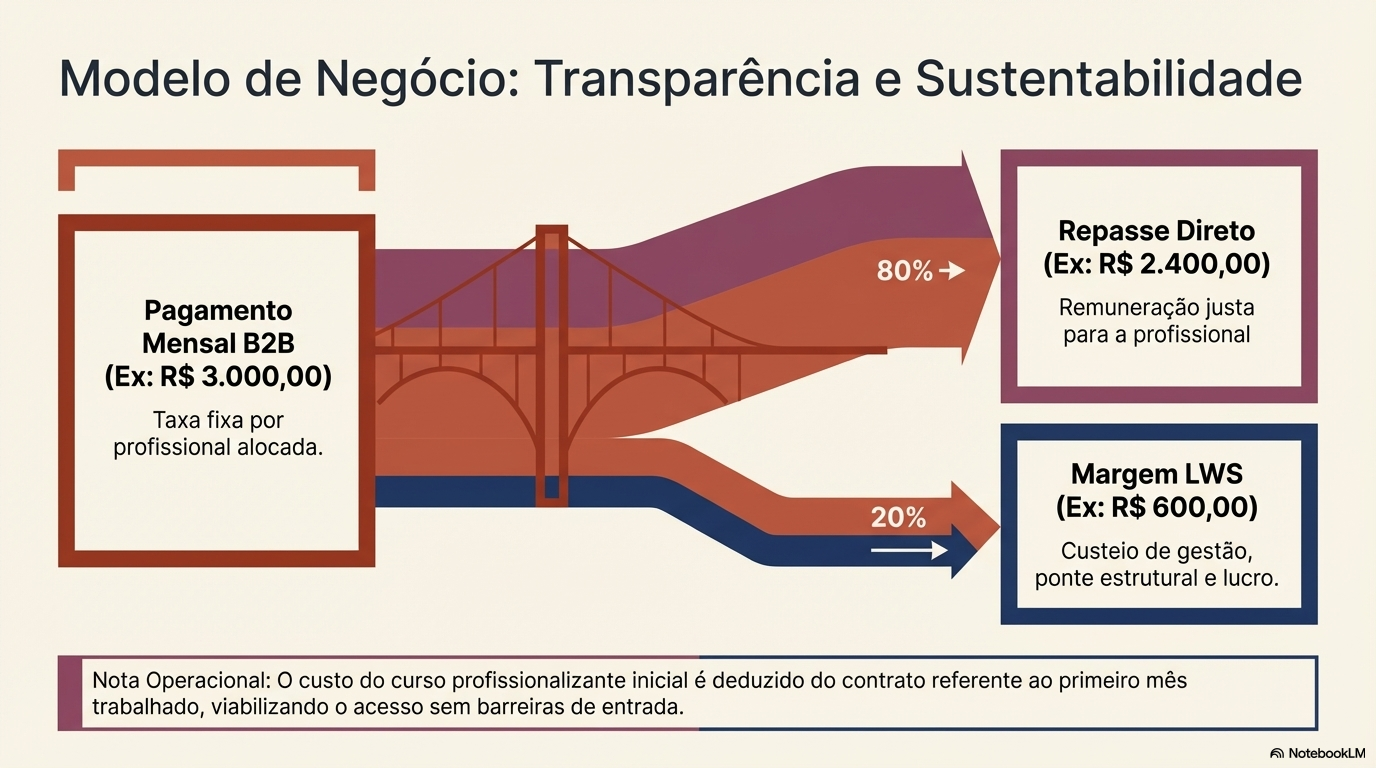 Modelo de Negócio: Transparência e Sustentabilidade
Pagamento
Mensal B2B
(Ex: R$ 3.000,00)
Taxa fixa por
profissional alocada.
80%
20%
Repasse Direto
(Ex: R$ 2.400,00)
Remuneração justa
para a profissional
Margem LWS
(Ex: R$ 600,00)
Custeio de gestão,
ponte estrutural e lucro.
Nota Operacional: O custo do curso profissionalizante inicial é deduzido do contrato referente ao primeiro mês
trabalhado, viabilizando o acesso sem barreiras de entrada.
NotebookLM